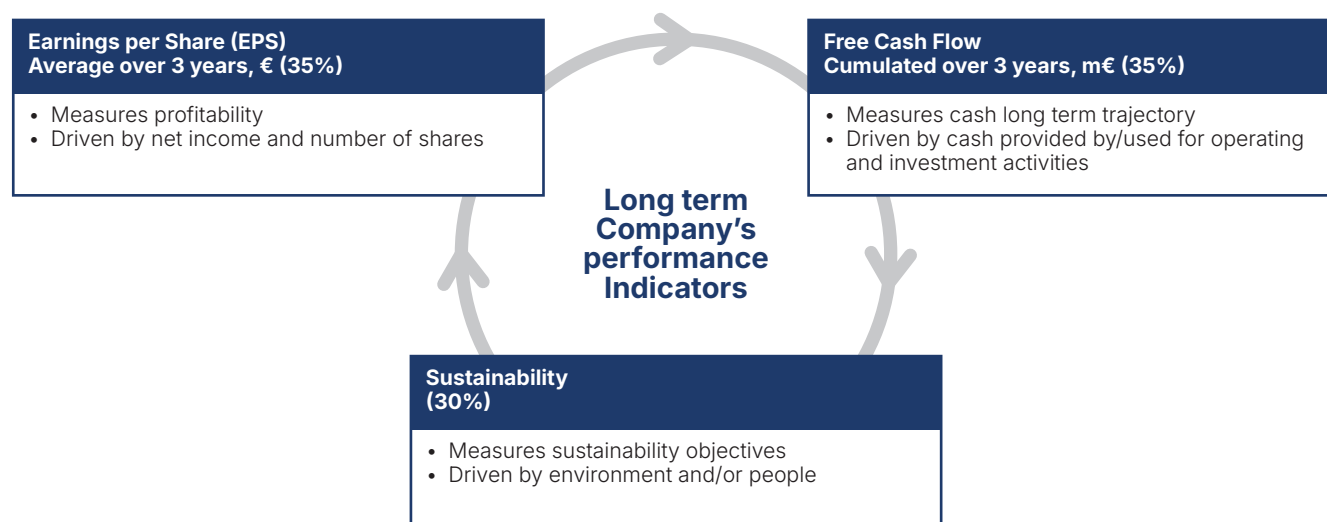 Earnings per Share (EPS)
Average over 3 years, € (35%)
• Measures profitability
• Driven by net income and number of shares
Free Cash Flow
Cumulated over 3 years, m€ (35%)
• Measures cash long term trajectory
• Driven by cash provided by/used for operating
and investment activities
Long term
Company’s
performance
Indicators
Sustainability
(30%)
• Measures sustainability objectives
• Driven by environment and/or people